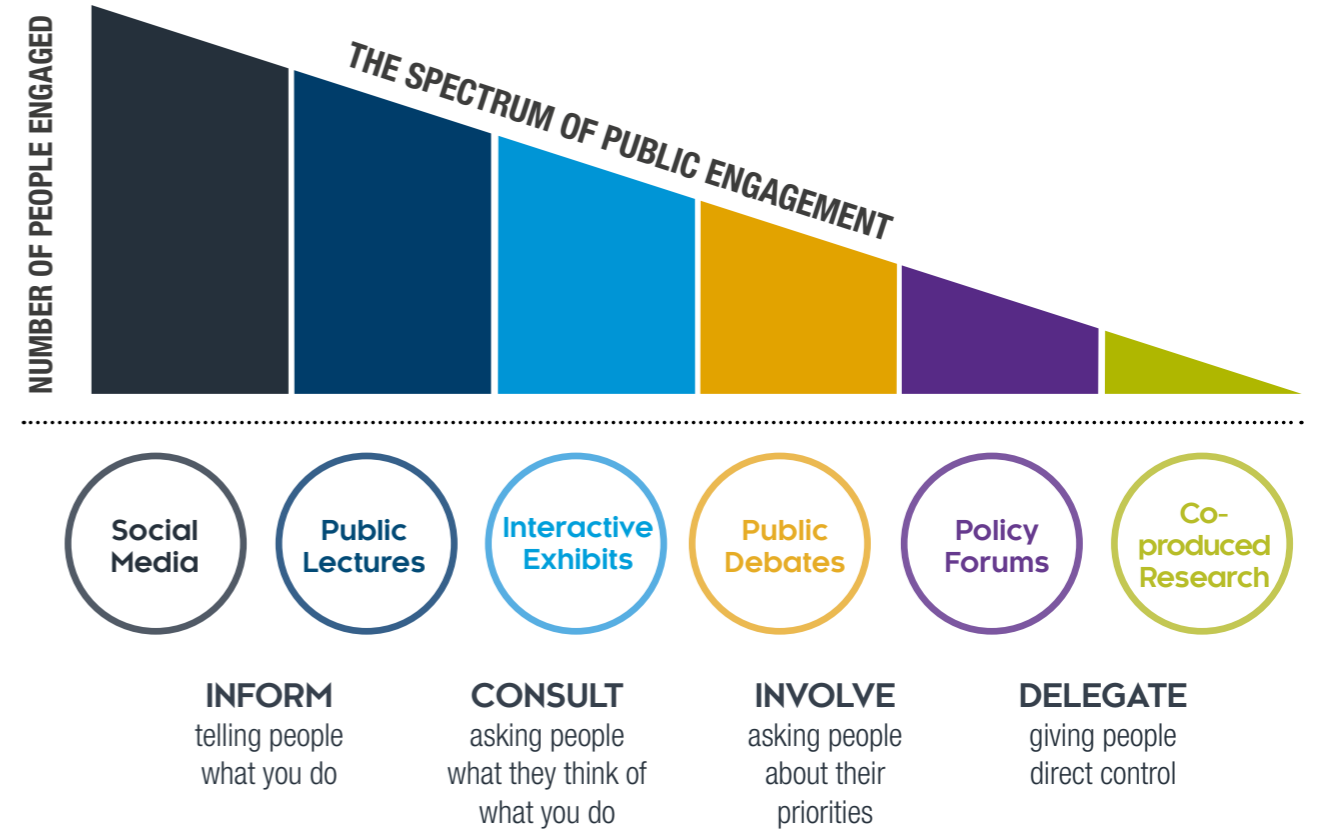 NUMBER OF PEOPLE ENGAGED
THE SPECTRUM OF PUBLIC ENGAGEMENT
Social
Media
Public
Lectures
Interactive
Exhibits
Public
Debates
Policy
Forums
Co-
produced
Research
INFORM
telling people
what you do
CONSULT
asking people
what they think of
what you do
INVOLVE
asking people
about their
priorities
DELEGATE
giving people
direct control